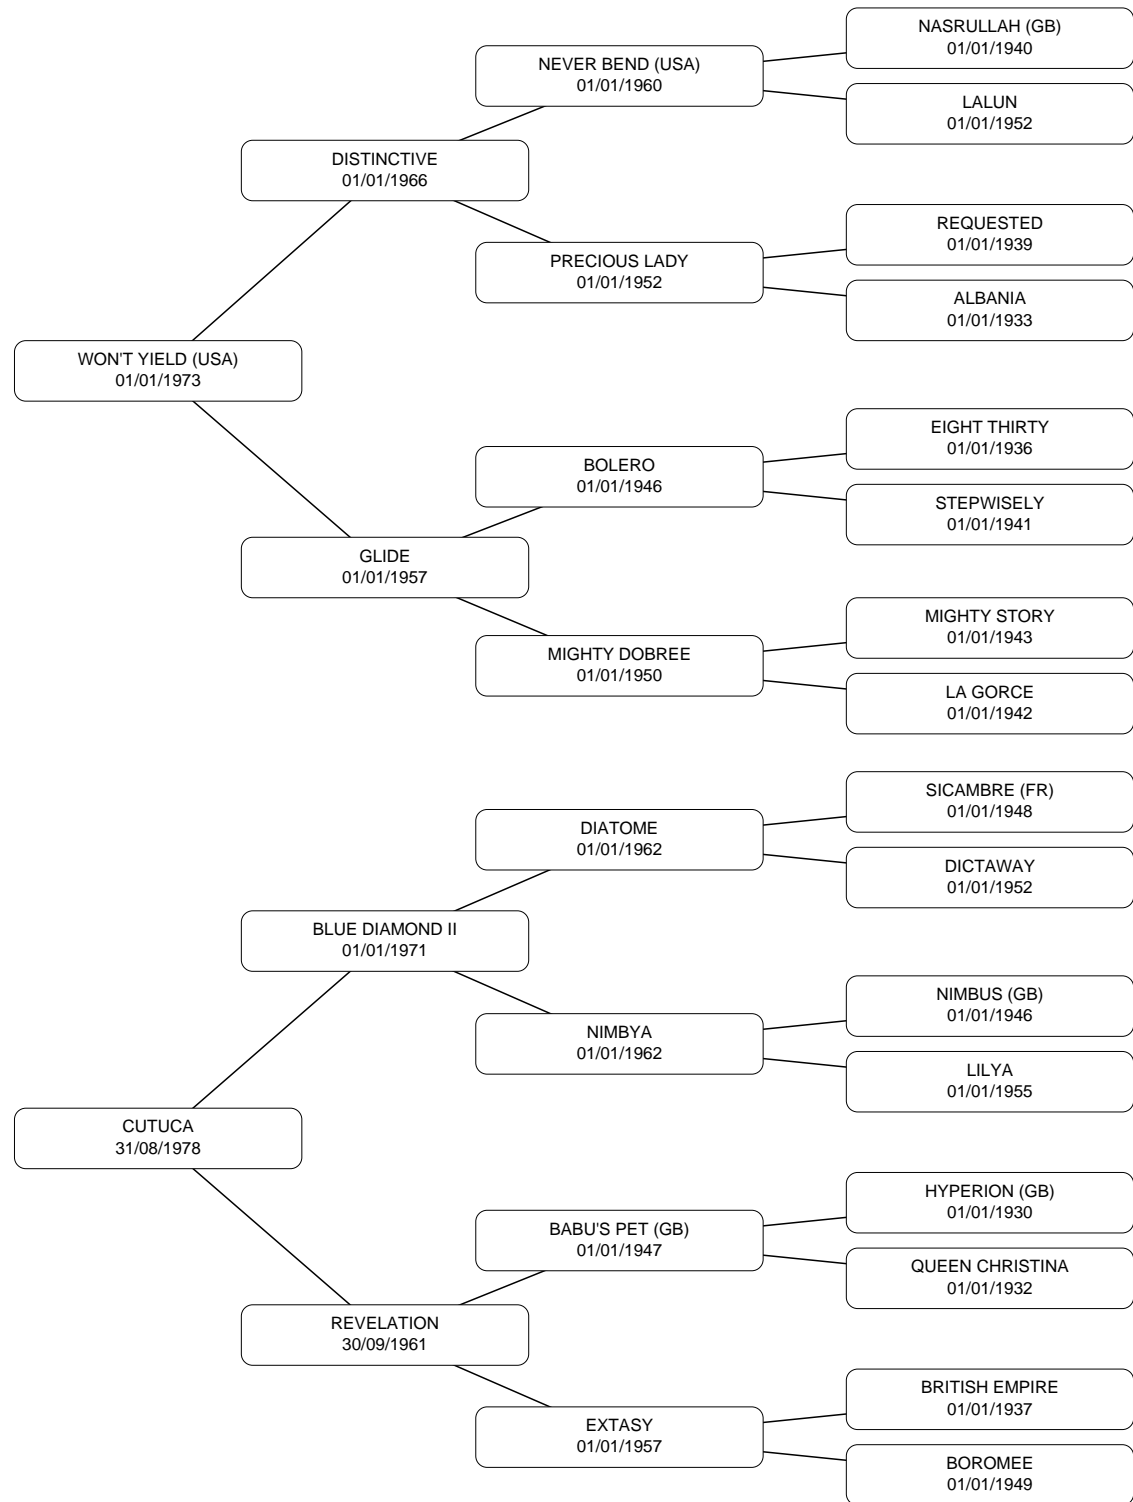 NASRULLAH (GB)
01/01/1940
NEVER BEND (USA)
01/01/1960
LALUN
01/01/1952
DISTINCTIVE
01/01/1966
REQUESTED
01/01/1939
PRECIOUS LADY
01/01/1952
ALBANIA
01/01/1933
WON'T YIELD (USA)
01/01/1973
EIGHT THIRTY
01/01/1936
BOLERO
01/01/1946
STEPWISELY
01/01/1941
GLIDE
01/01/1957
MIGHTY STORY
01/01/1943
MIGHTY DOBREE
01/01/1950
LA GORCE
01/01/1942
SICAMBRE (FR)
01/01/1948
DIATOME
01/01/1962
DICTAWAY
01/01/1952
BLUE DIAMOND II
01/01/1971
NIMBUS (GB)
01/01/1946
NIMBYA
01/01/1962
LILYA
01/01/1955
CUTUCA
31/08/1978
HYPERION (GB)
01/01/1930
BABU'S PET (GB)
01/01/1947
QUEEN CHRISTINA
01/01/1932
REVELATION
30/09/1961
BRITISH EMPIRE
01/01/1937
EXTASY
01/01/1957
BOROMEE
01/01/1949